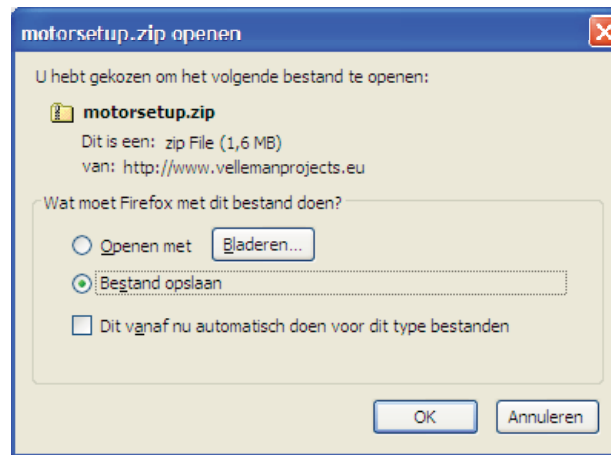 motorsetup.zip openen
U hebt gekozen om het volgende bestand te openen:
motorsetup.zip
Dit is een: zip File (1,6 MB)
van: http://www.vellemanprojects.eu
Wat moet Firefox met dit bestand doen?
Openen met Bladeren...
Bestand opslaan
Dit vanaf nu automatisch doen voor dit type bestanden
OK Annuleren